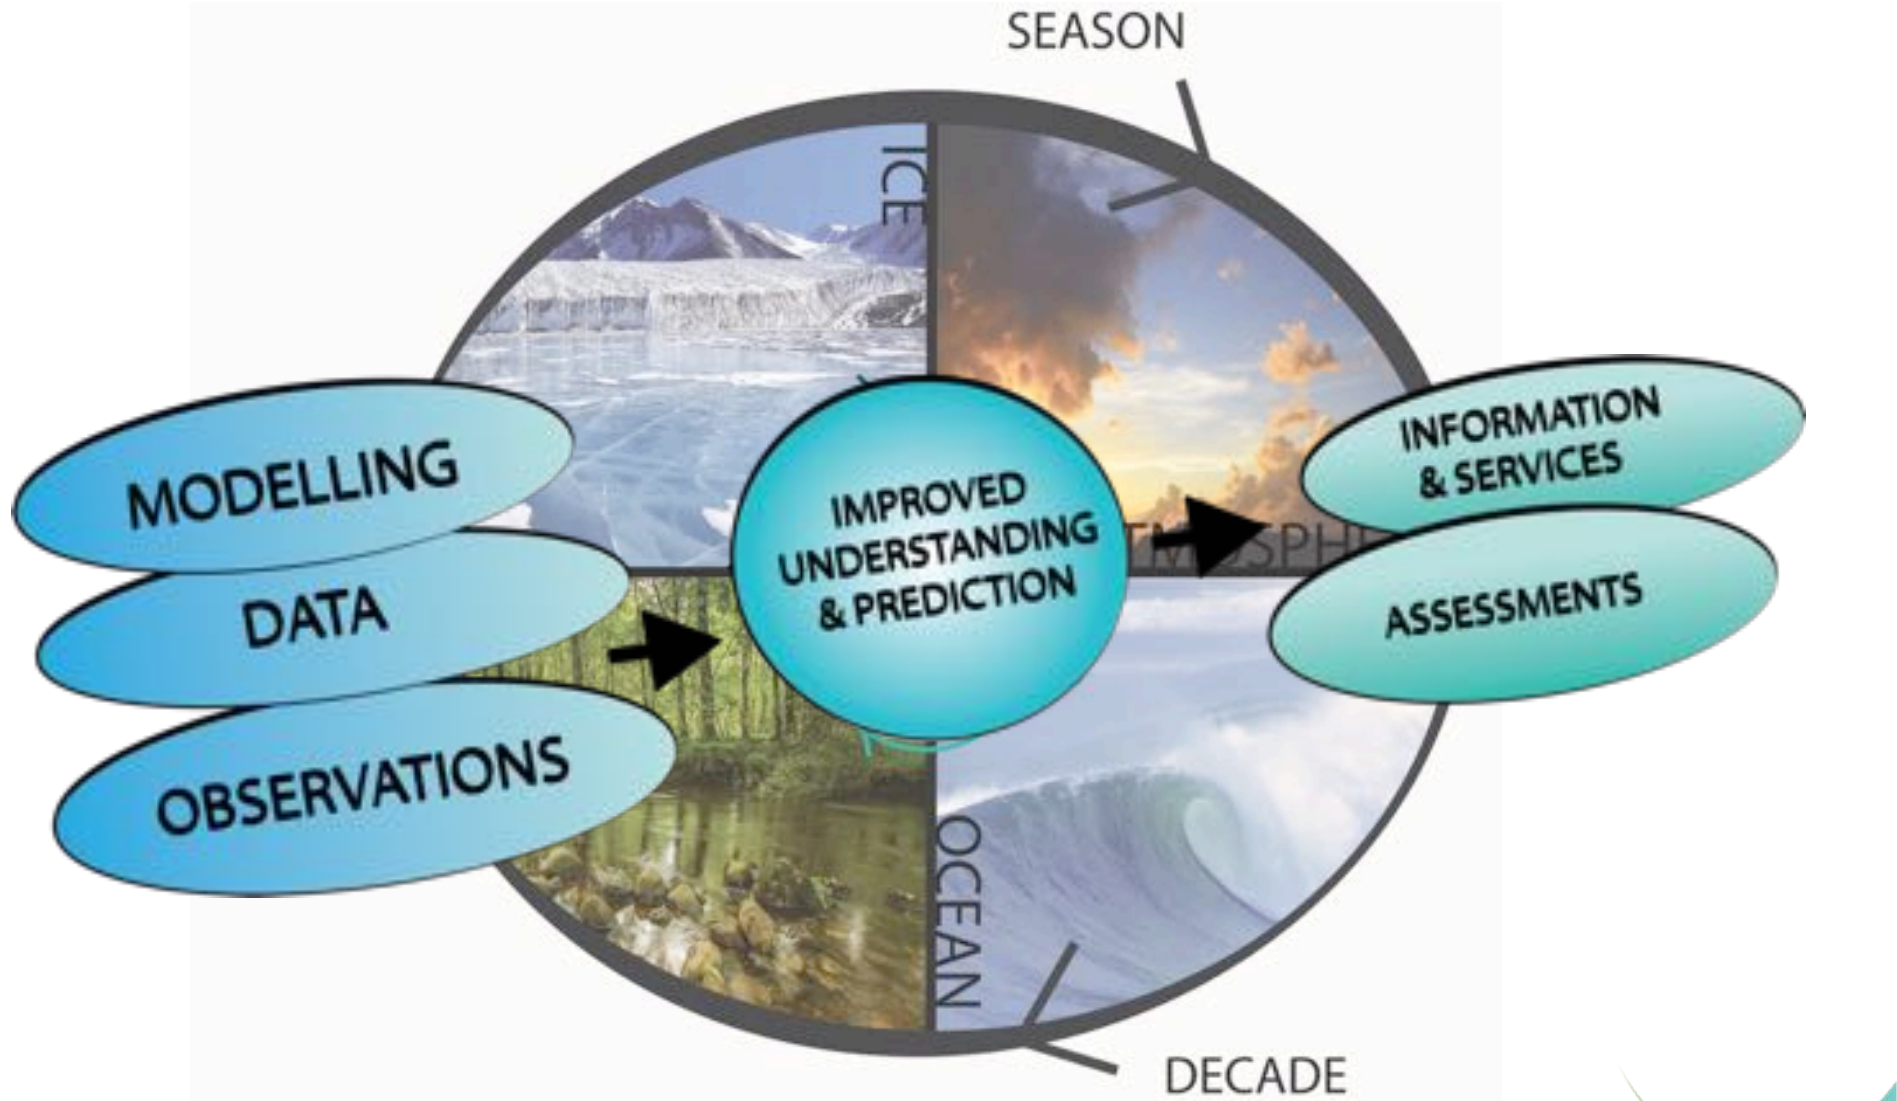 SEASON
ICE
MODELLING
DATA
OBSERVATIONS
IMPROVED
UNDERSTANDING
& PREDICTION
INFORMATION
& SERVICES
ASSESSMENTS
OCEAN
DECADE